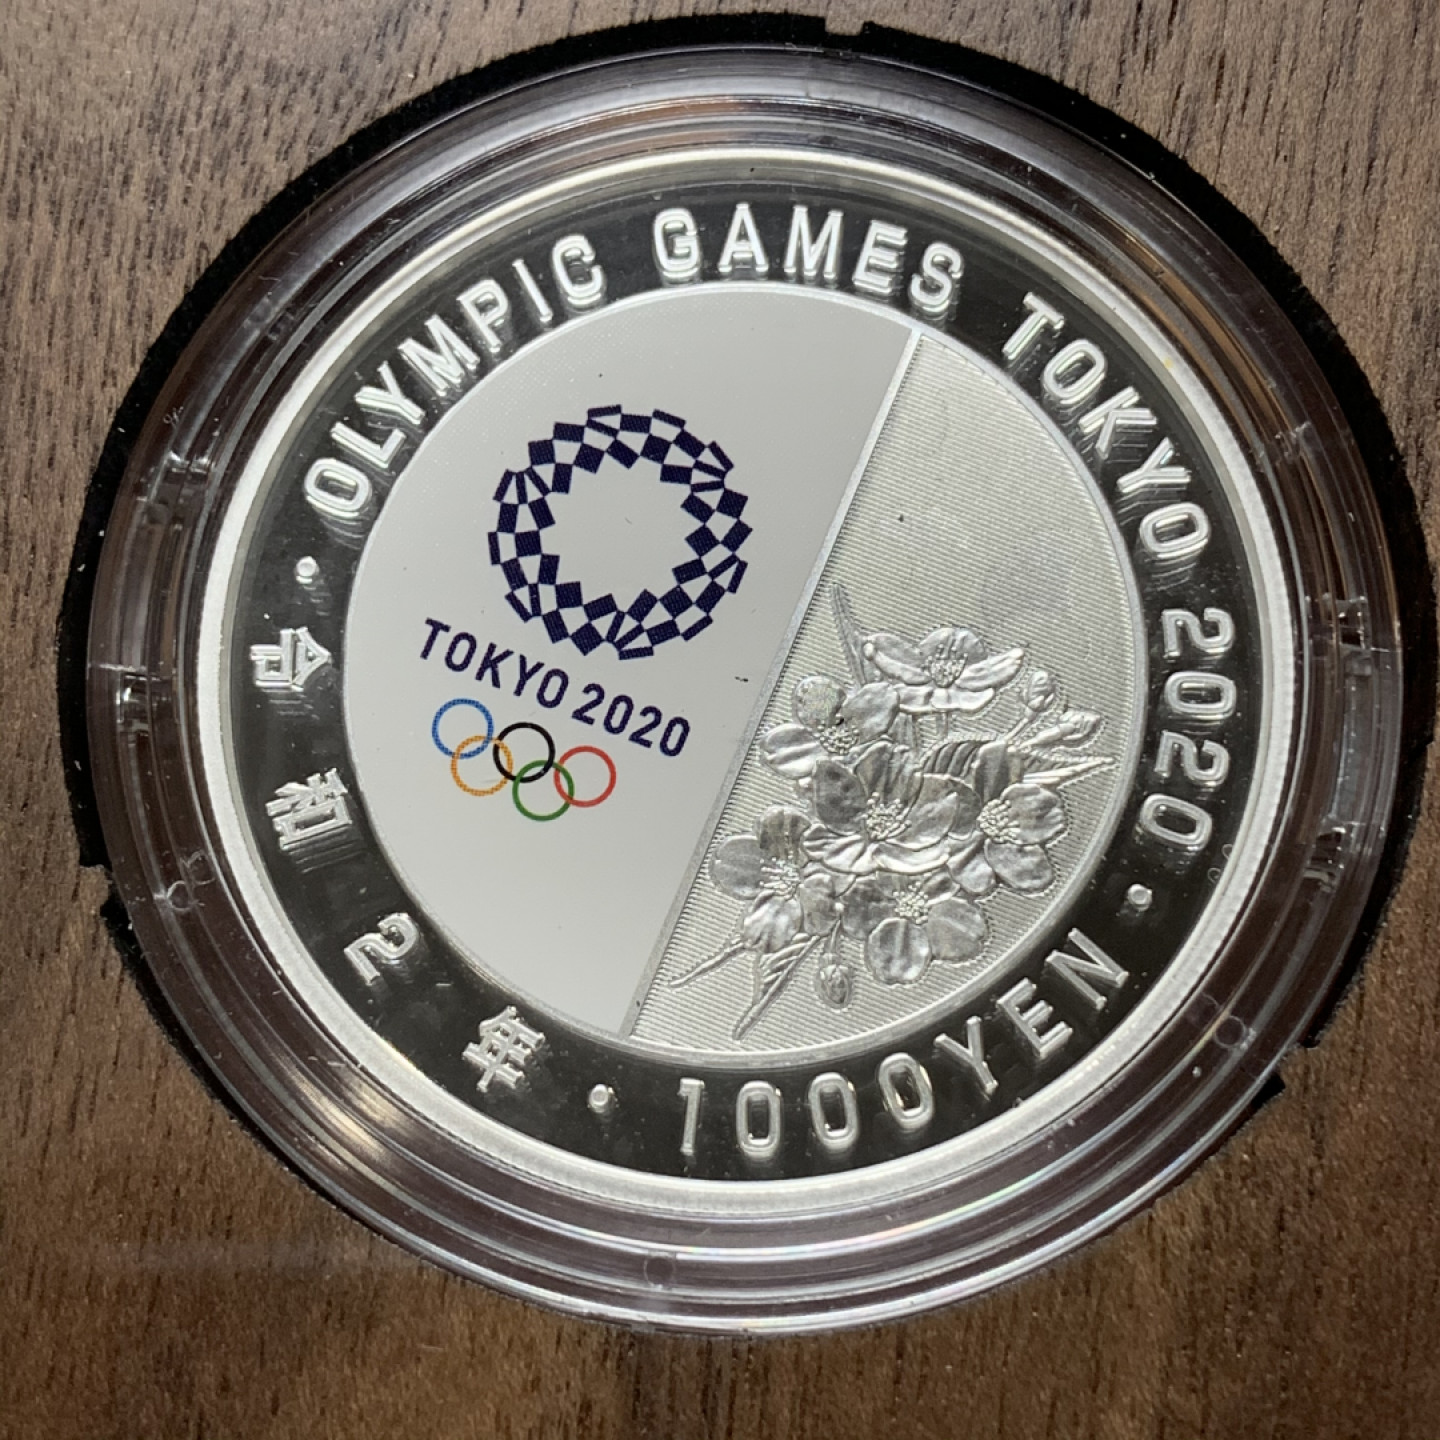 OLYMPIC GAMES TOKYO 2020
TOKYO 2020
令和2年・1000YEN・